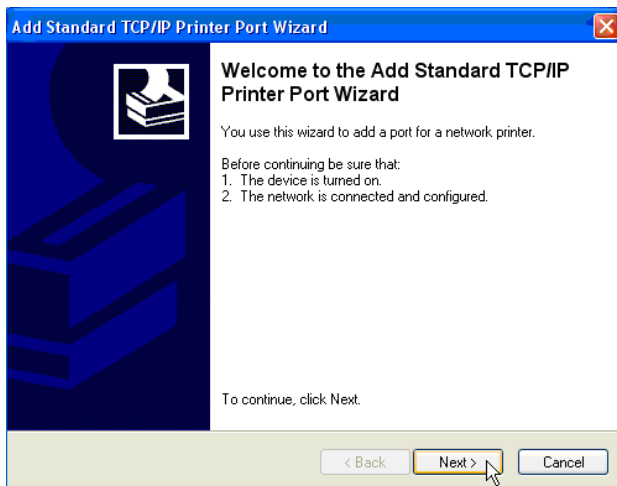 Add Standard TCP/IP Printer Port Wizard
Welcome to the Add Standard TCP/IP
Printer Port Wizard
You use this wizard to add a port for a network printer.
Before continuing be sure that:
1. The device is turned on.
2. The network is connected and configured.
To continue, click Next.
< Back Next > Cancel